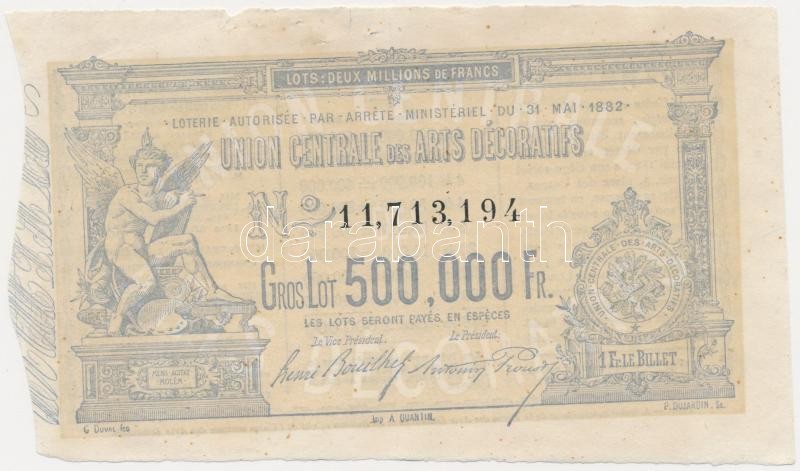 LOTS: DEUX MILLIONS DE FRANCS
LOTERIE · AUTORISÉE · PAR · ARRÊTÉ · MINISTÉRIEL · DU · 31 · MAI · 1882 ·
UNION CENTRALE DES ARTS DÉCORATIFS
No 11,713,194
darabanth
GROS LOT 500,000 FR.
LES LOTS SERONT PAYÉS, EN ESPÈCES
Le Vice Président. Le Président.
UNION · CENTRALE · DES · ARTS · DÉCORATIFS
MENS AGITAT
MOLEM
1 Fr. LE BILLET
G Duval Imp A QUANTIN. P. DUJARDIN. Sc.